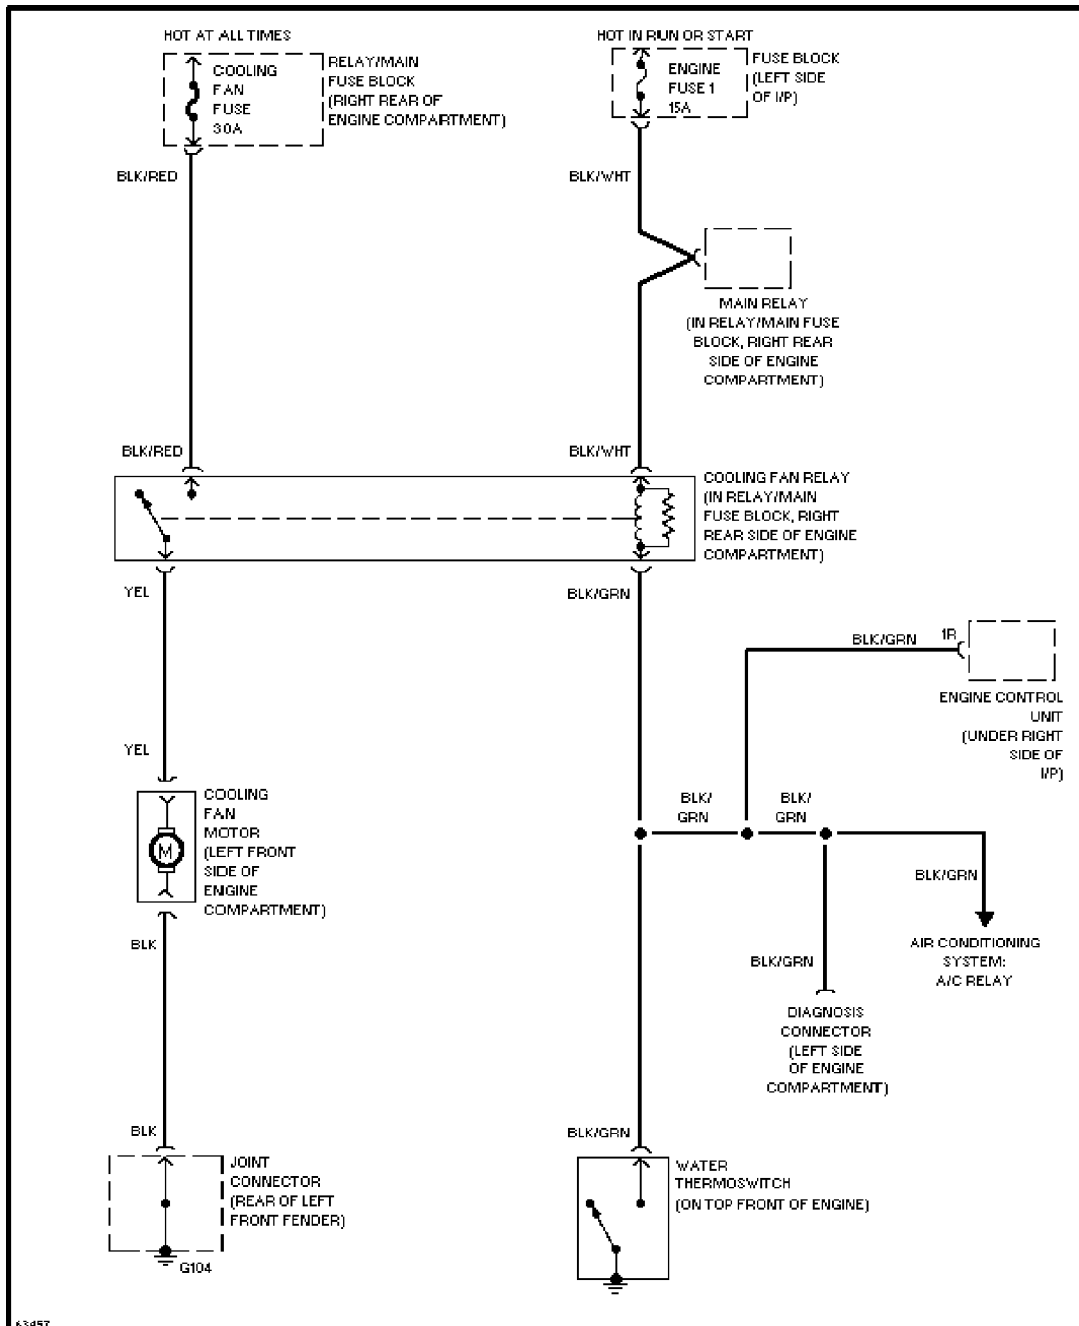 HOT AT ALL TIMES
COOLING
FAN
FUSE
30A
RELAY/MAIN
FUSE BLOCK
(RIGHT REAR OF
ENGINE COMPARTMENT)
HOT IN RUN OR START
ENGINE
FUSE 1
15A
FUSE BLOCK
(LEFT SIDE
OF I/P)
BLK/RED
BLK/WHT
MAIN RELAY
(IN RELAY/MAIN FUSE
BLOCK, RIGHT REAR
SIDE OF ENGINE
COMPARTMENT)
BLK/RED
BLK/WHT
COOLING FAN RELAY
(IN RELAY/MAIN
FUSE BLOCK, RIGHT
REAR SIDE OF ENGINE
COMPARTMENT)
YEL
BLK/GRN
BLK/GRN
1R
ENGINE CONTROL
UNIT
(UNDER RIGHT
SIDE OF
I/P)
YEL
COOLING
FAN
MOTOR
(LEFT FRONT
SIDE OF
ENGINE
COMPARTMENT)
M
BLK/
GRN
BLK/
GRN
BLK/GRN
BLK
BLK/GRN
AIR CONDITIONING
SYSTEM:
A/C RELAY
DIAGNOSIS
CONNECTOR
(LEFT SIDE
OF ENGINE
COMPARTMENT)
BLK
BLK/GRN
JOINT
CONNECTOR
(REAR OF LEFT
FRONT FENDER)
G104
WATER
THERMOSWITCH
(ON TOP FRONT OF ENGINE)
63457